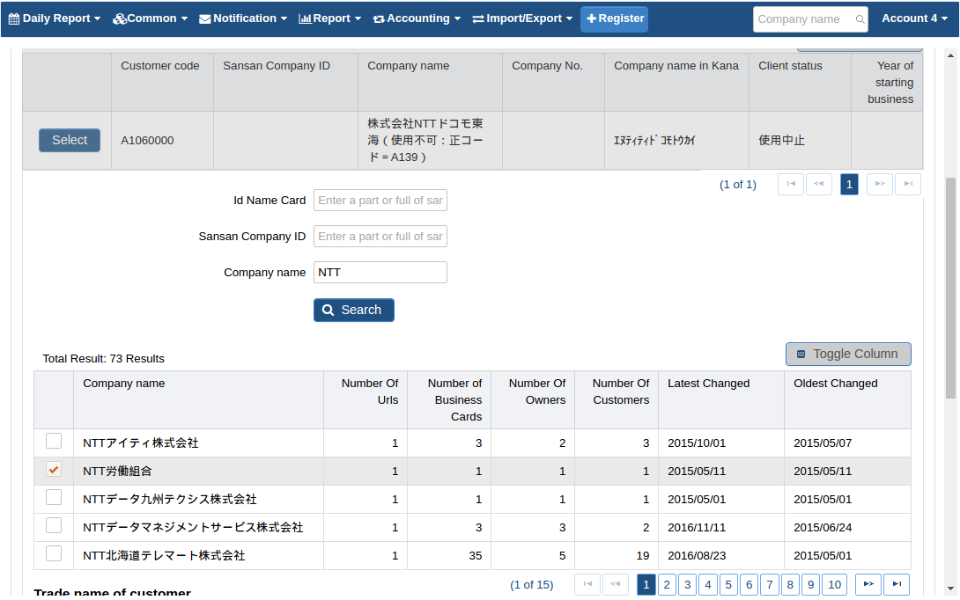 Daily Report Common Notification Report Accounting Import/Export Register Company name Account 4
Customer code Sansan Company ID Company name Company No. Company name in Kana Client status Year of
starting
business
Select A1060000 株式会社NTTドコモ東 ｴﾇﾃｨﾃｨﾄﾞｺﾓﾄｳｶｲ 使用中止
海（使用不可：正コー
ド＝A139）
(1 of 1) 1
Id Name Card Enter a part or full of sar
Sansan Company ID Enter a part or full of sar
Company name NTT
Search
Total Result: 73 Results Toggle Column
Company name Number Of Number of Number Of Number Of Latest Changed Oldest Changed
Urls Business Owners Customers
Cards
NTTアイティ株式会社 1 3 2 3 2015/10/01 2015/05/07
NTT労働組合 1 1 1 1 2015/05/11 2015/05/11
NTTデータ九州テクシス株式会社 1 1 1 1 2015/05/01 2015/05/01
NTTデータマネジメントサービス株式会社 1 3 3 2 2016/11/11 2015/06/24
NTT北海道テレマート株式会社 1 35 5 19 2016/08/23 2015/05/01
(1 of 15) 1 2 3 4 5 6 7 8 9 10
Trade name of customer